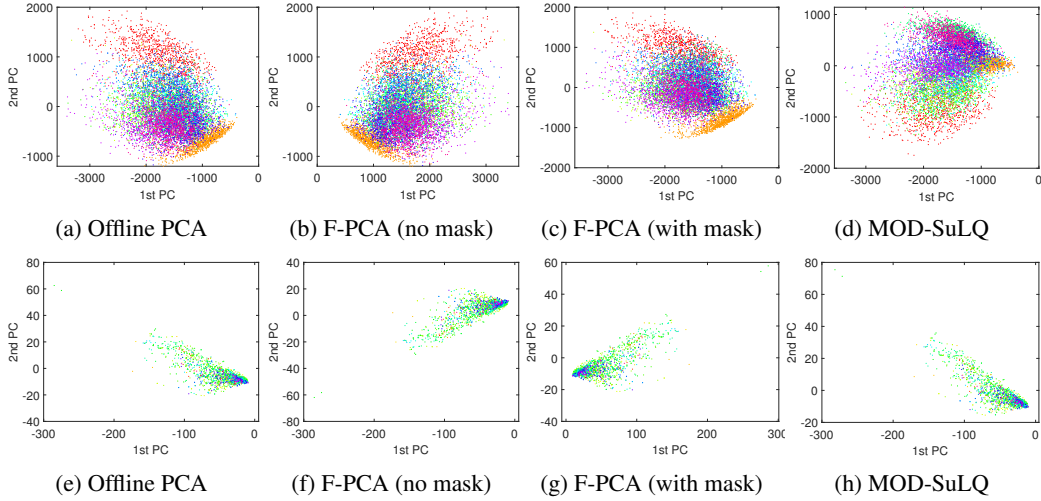 2000
1000
0
-1000
2nd PC
-3000 -2000 -1000 0
1st PC
2000
1000
0
-1000
2nd PC
0 1000 2000 3000
1st PC
2000
1000
0
-1000
2000
2nd PC
-3000 -2000 -1000 0
1st PC
1000
0
1000
2000
2nd PC
-3000 -2000 -1000 0
1st PC
(a) Offline PCA
(b) F-PCA (no mask)
(c) F-PCA (with mask)
(d) MOD-SuLQ
80
60
40
20
0
-20
-40
2nd PC
-300 -200 -100 0
1st PC
40
20
0
-20
-40
-60
-80
2nd PC
-300 -200 -100 0
1st PC
60
40
20
0
-20
-40
2nd PC
0 100 200 300
1st PC
80
60
40
20
0
-20
2nd PC
-300 -200 -100 0
1st PC
(e) Offline PCA
(f) F-PCA (no mask)
(g) F-PCA (with mask)
(h) MOD-SuLQ